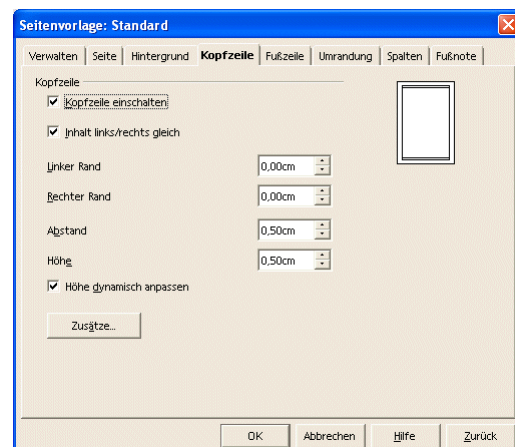 Seitenvorlage: Standard
Verwalten Seite Hintergrund Kopfzeile Fußzeile Umrandung Spalten Fußnote
Kopfzeile
Kopfzeile einschalten
Inhalt links/rechts gleich
Linker Rand 0,00cm
Rechter Rand 0,00cm
Abstand 0,50cm
Höhe 0,50cm
Höhe dynamisch anpassen
Zusätze...
OK Abbrechen Hilfe Zurück